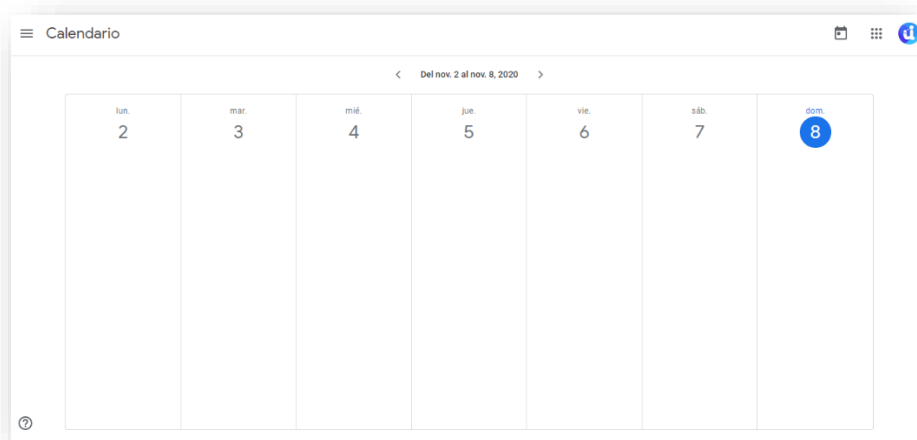 Calendario
Del nov. 2 al nov. 8, 2020
lun. mar. mié. jue. vie. sáb. dom.
2 3 4 5 6 7 8